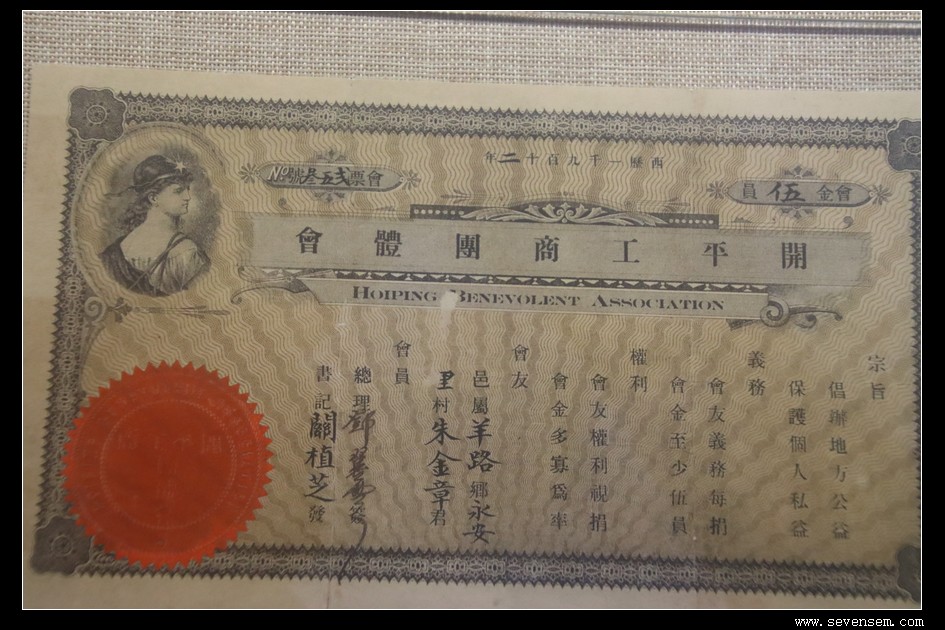 西歷一千九百十二年
會金伍員
會票弍五叁號No
開平工商團體會
HOIPING BENEVOLENT ASSOCIATION
宗旨
倡辦地方公益
保護個人私益
義務
會友義務每捐
會金至少伍員
權利
會友權利視捐
會金多寡爲率
會友
邑屬羊路鄉永安
里村朱金章君
會員
總理鄧
書記關植芝發
www.sevensem.com